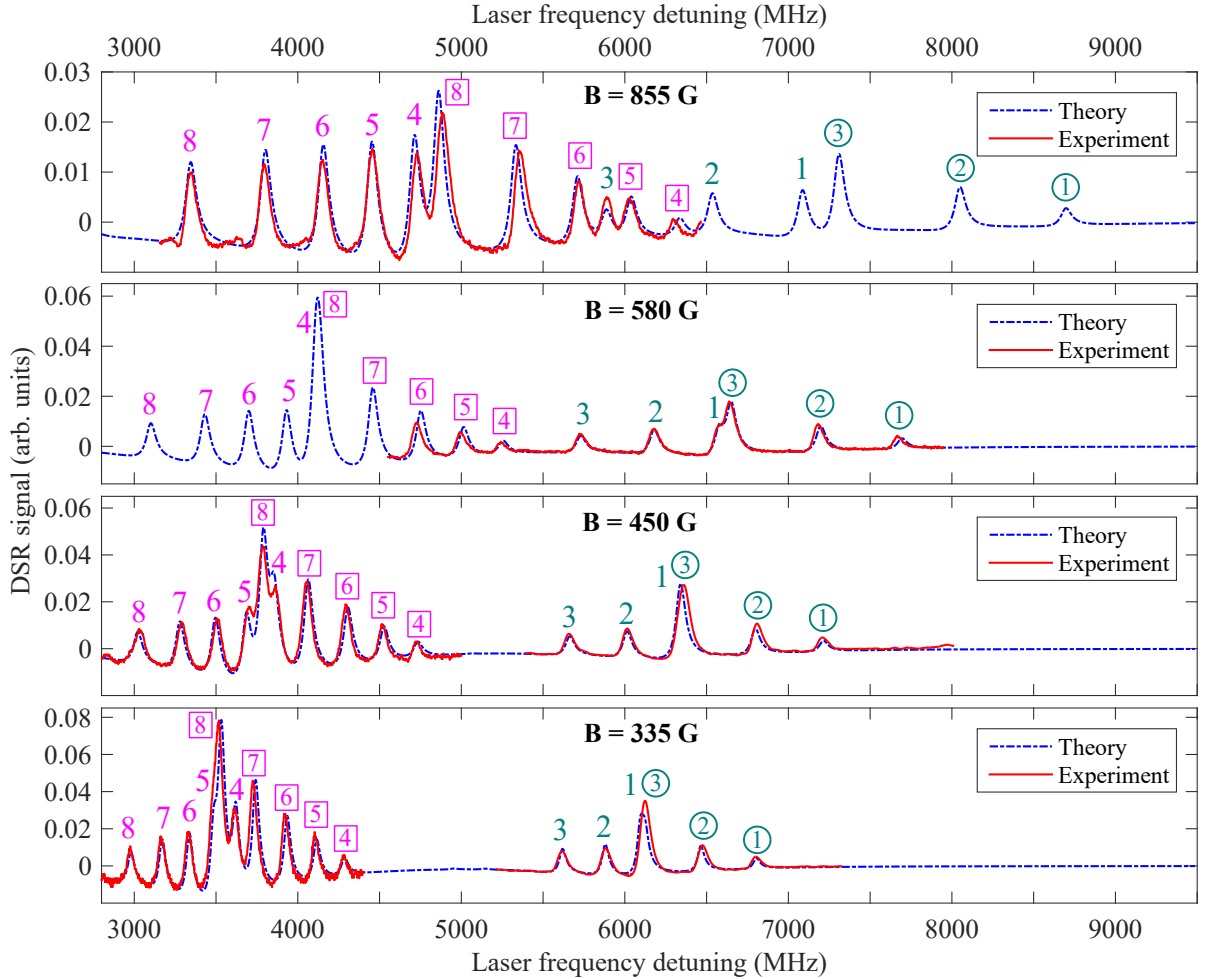 Laser frequency detuning (MHz)
3000 4000 5000 6000 7000 8000 9000
DSR signal (arb. units)
0.03
0.02
0.01
0
B = 855 G
8 7 6 5 4 8 7 6 3 5 4 2 1 3 2 1
Theory
Experiment
0.06
0.04
0.02
0
B = 580 G
8 7 6 5 4 8 7 6 5 4 3 2 1 3 2 1
Theory
Experiment
0.06
0.04
0.02
0
B = 450 G
8 7 6 5 8 4 7 6 5 4 3 2 1 3 2 1
Theory
Experiment
0.08
0.06
0.04
0.02
0
B = 335 G
8 7 6 5 8 4 7 6 5 4 3 2 1 3 2 1
Theory
Experiment
3000 4000 5000 6000 7000 8000 9000
Laser frequency detuning (MHz)